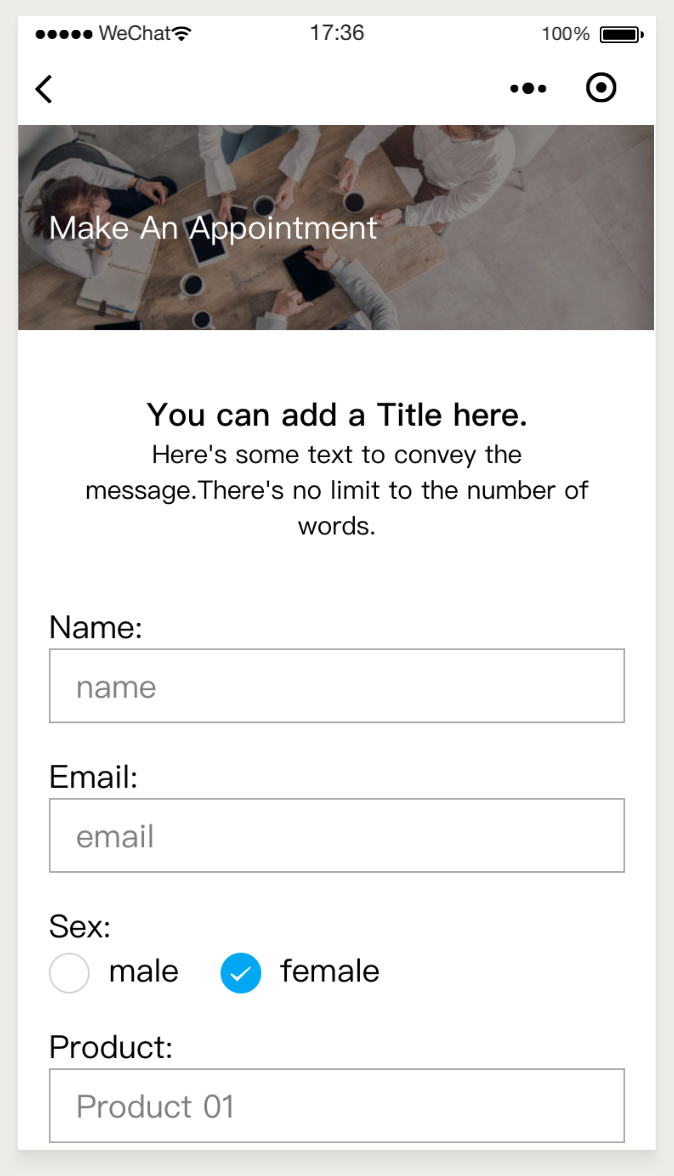 ●●●●● WeChat 17:36 100%
Make An Appointment
You can add a Title here.
Here's some text to convey the
message.There's no limit to the number of
words.
Name:
name
Email:
email
Sex:
male female
Product:
Product 01